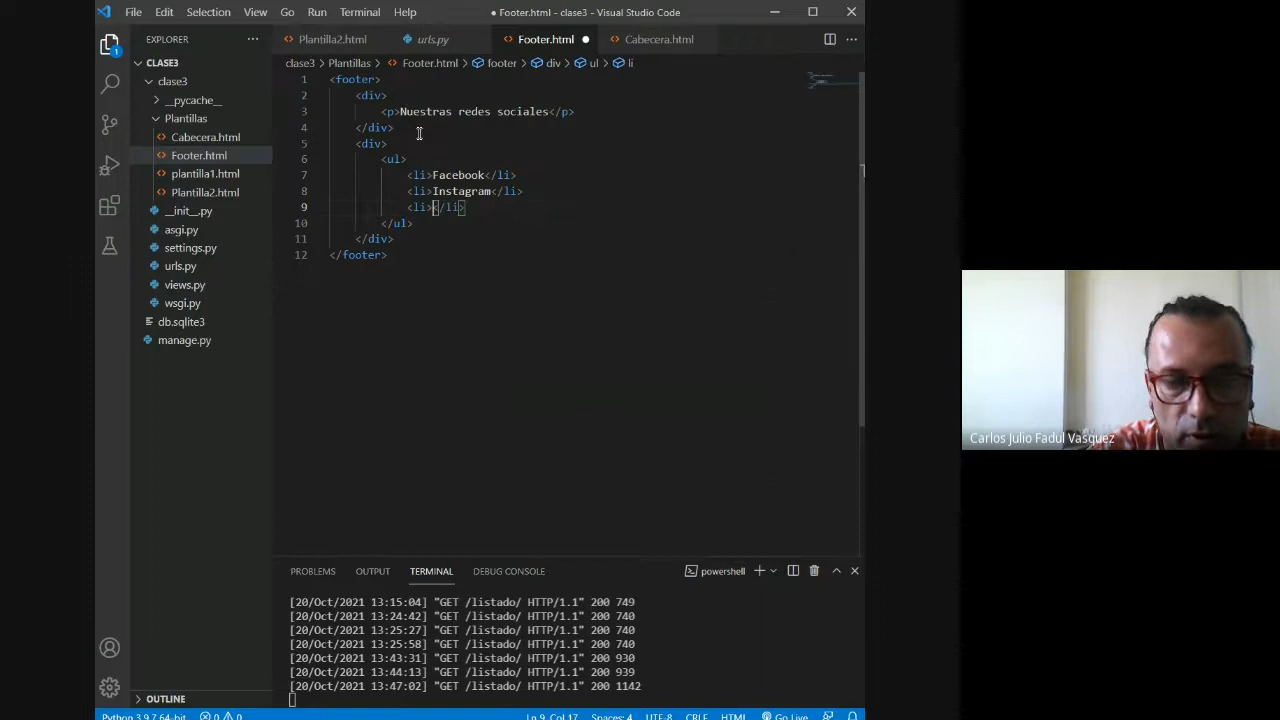 File Edit Selection View Go Run Terminal Help
● Footer.html - clase3 - Visual Studio Code
EXPLORER
Plantilla2.html urls.py Footer.html Cabecera.html
clase3 > Plantillas > Footer.html > footer > div > ul > li
CLASE3
clase3
__pycache__
Plantillas
Cabecera.html
Footer.html
plantilla1.html
Plantilla2.html
__init__.py
asgi.py
settings.py
urls.py
views.py
wsgi.py
db.sqlite3
manage.py
1 <footer>
2 <div>
3 <p>Nuestras redes sociales</p>
4 </div>
5 <div>
6 <ul>
7 <li>Facebook</li>
8 <li>Instagram</li>
9 <li></li>
10 </ul>
11 </div>
12 </footer>
Carlos Julio Fadul Vasquez
PROBLEMS OUTPUT TERMINAL DEBUG CONSOLE
powershell
[20/Oct/2021 13:15:04] "GET /listado/ HTTP/1.1" 200 749
[20/Oct/2021 13:24:42] "GET /listado/ HTTP/1.1" 200 740
[20/Oct/2021 13:25:27] "GET /listado/ HTTP/1.1" 200 740
[20/Oct/2021 13:25:58] "GET /listado/ HTTP/1.1" 200 740
[20/Oct/2021 13:43:31] "GET /listado/ HTTP/1.1" 200 930
[20/Oct/2021 13:44:13] "GET /listado/ HTTP/1.1" 200 939
[20/Oct/2021 13:47:02] "GET /listado/ HTTP/1.1" 200 1142
OUTLINE
Python 3.9.7 64-bit 0 0 Ln 9, Col 17 Spaces: 4 UTF-8 CRLF HTML Go Live
1